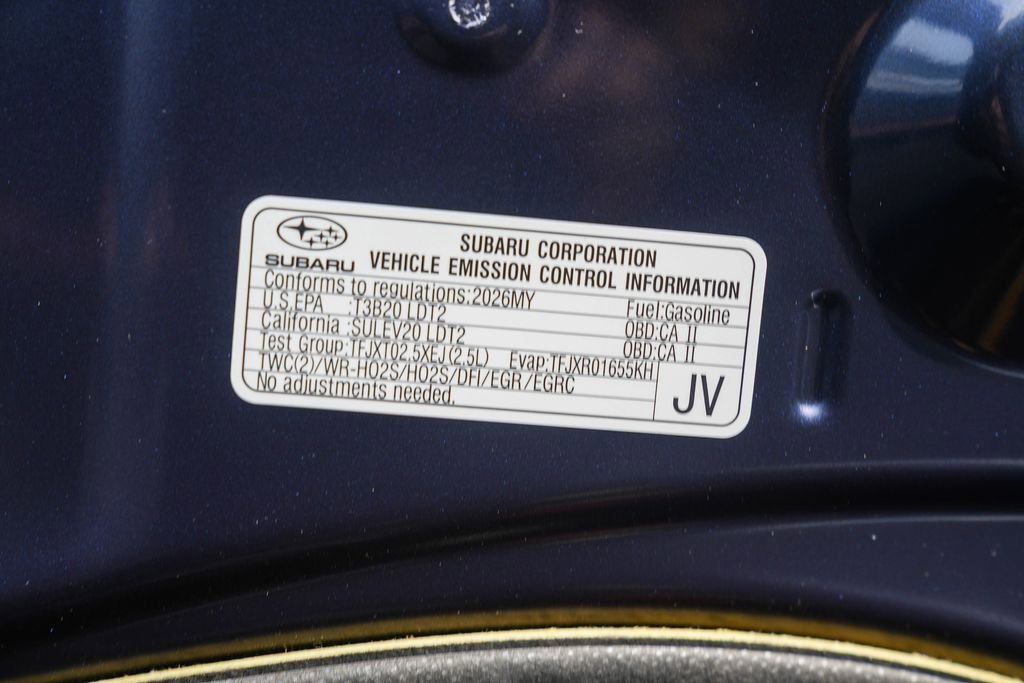 SUBARU
SUBARU CORPORATION
VEHICLE EMISSION CONTROL INFORMATION
Conforms to regulations:2026MY Fuel:Gasoline
U.S.EPA :T3B20 LDT2 OBD:CA II
California :SULEV20 LDT2 OBD:CA II
Test Group:TFJXT02.5XEJ(2.5L) Evap:TFJXR01655KH
TWC(2)/WR-HO2S/HO2S/DFI/EGR/EGRC
No adjustments needed.
JV